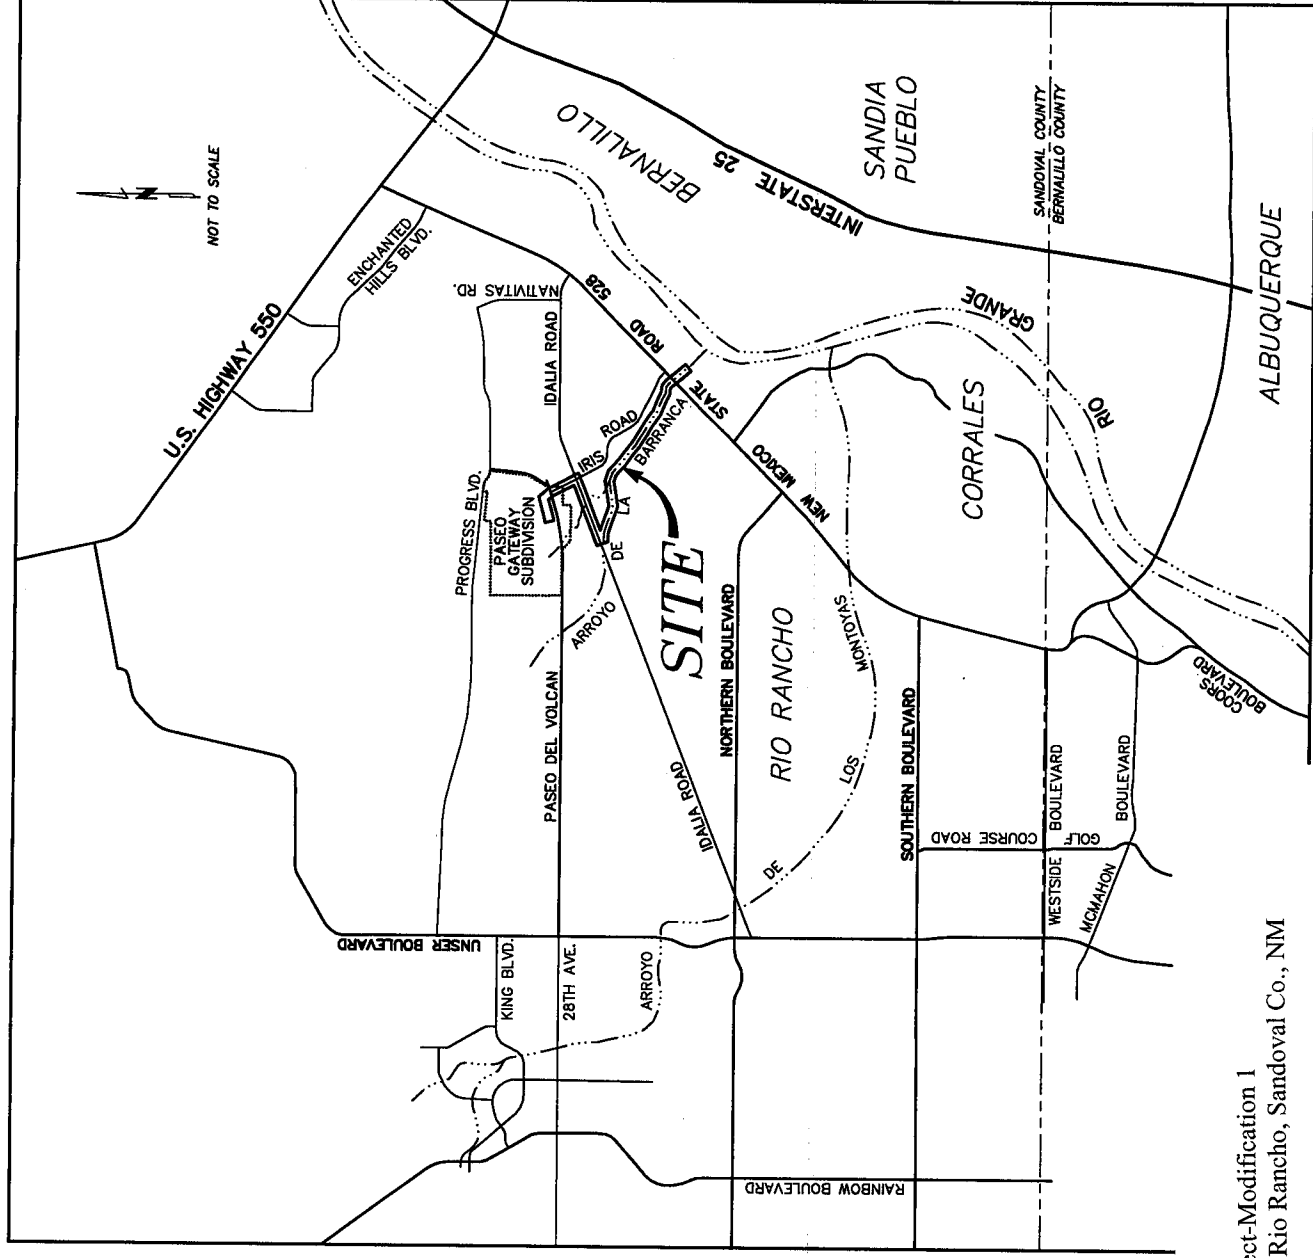 NOT TO SCALE
N
U.S. HIGHWAY 550
ENCHANTED
HILLS BLVD.
BERNALILLO
INTERSTATE 25
SANDIA
PUEBLO
SANDOVAL COUNTY
BERNALILLO COUNTY
ALBUQUERQUE
NATIVITAS RD.
IDALIA ROAD
528
ROAD
STATE
NEW MEXICO
PROGRESS BLVD.
PASEO
GATEWAY
SUBDIVISION
IRIS
ROAD
ARROYO
DE
LA
BARRANCA
SITE
RIO
GRANDE
CORRALES
PASEO DEL VOLCAN
IDALIA ROAD
NORTHERN BOULEVARD
RIO RANCHO
ARROYO
DE
LOS
MONTOYAS
SOUTHERN BOULEVARD
GOLF
COURSE ROAD
WESTSIDE
BOULEVARD
MCMAHON
BOULEVARD
COORS
BOULEVARD
UNSER BOULEVARD
KING BLVD.
28TH AVE.
RAINBOW BOULEVARD
ect-Modification 1
Rio Rancho, Sandoval Co., NM